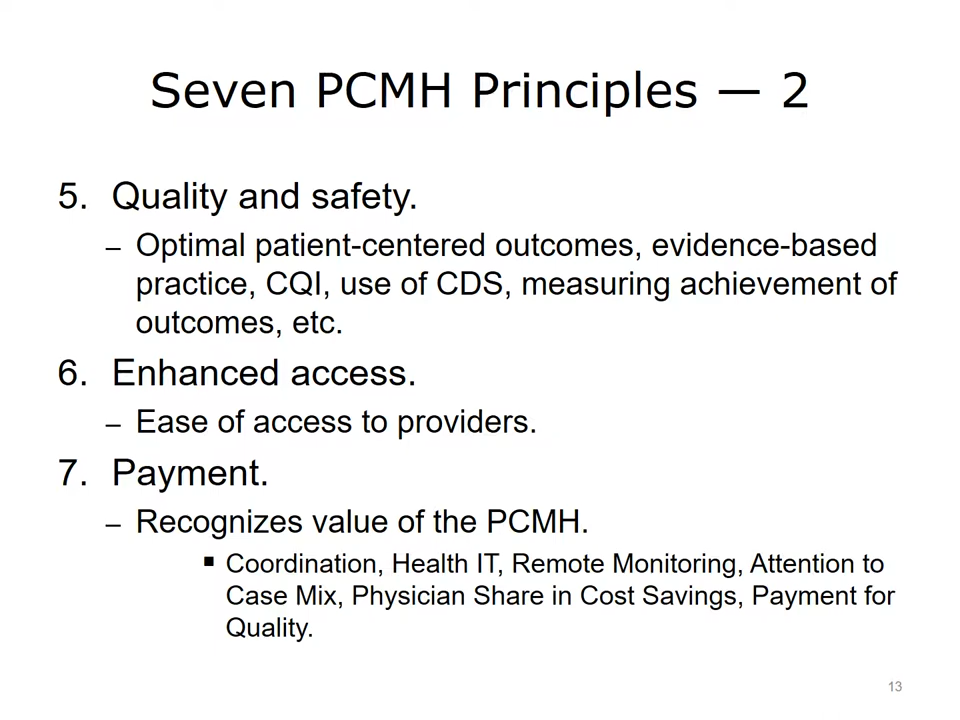 Seven PCMH Principles — 2
5. Quality and safety.
– Optimal patient-centered outcomes, evidence-based
practice, CQI, use of CDS, measuring achievement of
outcomes, etc.
6. Enhanced access.
– Ease of access to providers.
7. Payment.
– Recognizes value of the PCMH.
▪ Coordination, Health IT, Remote Monitoring, Attention to
Case Mix, Physician Share in Cost Savings, Payment for
Quality.
13